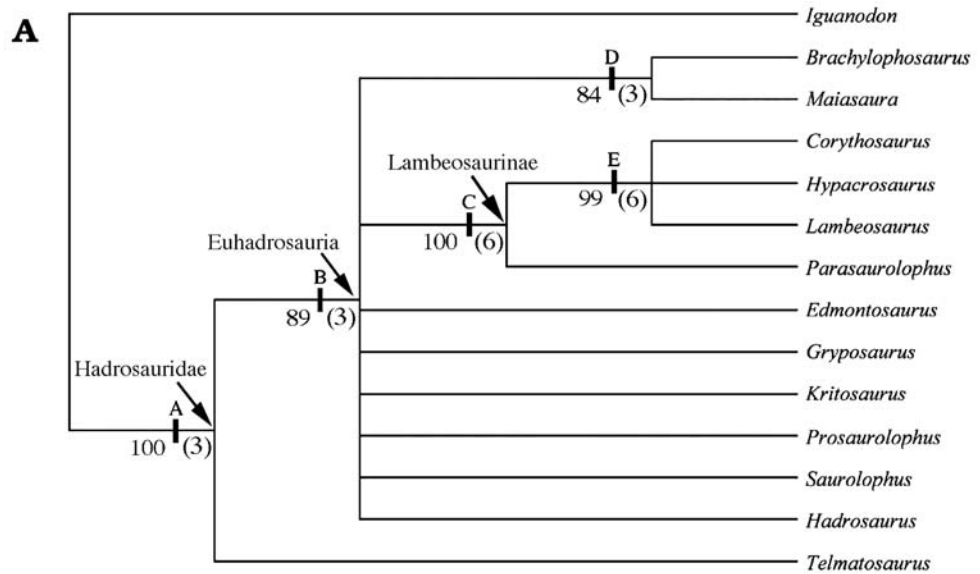 A
Iguanodon
D
Brachylophosaurus
84 (3)
Maiasaura
Corythosaurus
Lambeosaurinae
E
Hypacrosaurus
99 (6)
C
Lambeosaurus
100 (6)
Euhadrosauria
Parasaurolophus
B
Edmontosaurus
89 (3)
Gryposaurus
Hadrosauridae
Kritosaurus
A
100 (3)
Prosaurolophus
Saurolophus
Hadrosaurus
Telmatosaurus